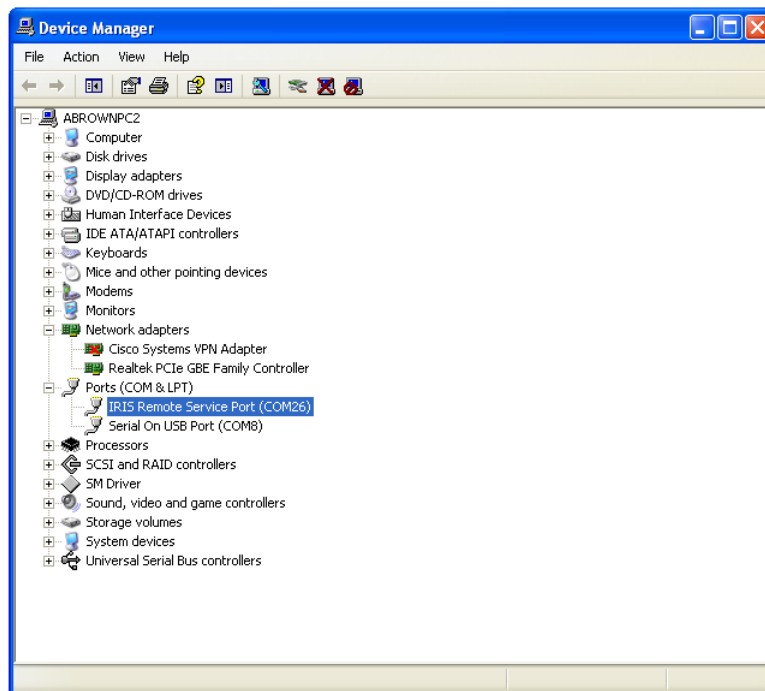 Device Manager
File Action View Help
ABROWNPC2
Computer
Disk drives
Display adapters
DVD/CD-ROM drives
Human Interface Devices
IDE ATA/ATAPI controllers
Keyboards
Mice and other pointing devices
Modems
Monitors
Network adapters
Cisco Systems VPN Adapter
Realtek PCIe GBE Family Controller
Ports (COM & LPT)
IRIS Remote Service Port (COM26)
Serial On USB Port (COM8)
Processors
SCSI and RAID controllers
SM Driver
Sound, video and game controllers
Storage volumes
System devices
Universal Serial Bus controllers